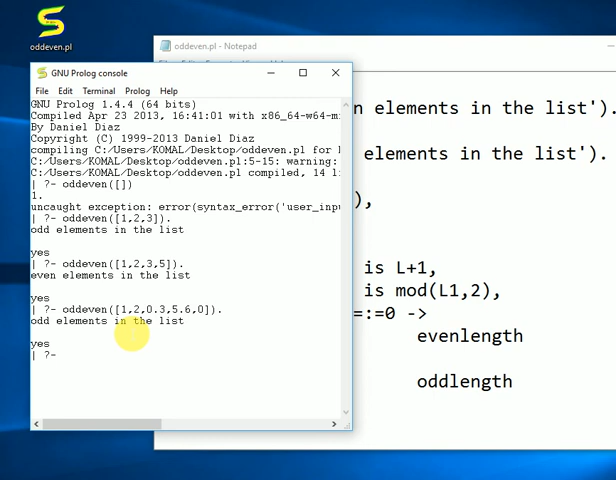 oddeven.pl
oddeven.pl - Notepad
GNU Prolog console
File Edit Terminal Prolog Help
GNU Prolog 1.4.4 (64 bits)
Compiled Apr 23 2013, 16:41:01 with x86_64-w64-m
By Daniel Diaz
Copyright (C) 1999-2013 Daniel Diaz
compiling C:/Users/KOMAL/Desktop/oddeven.pl for
C:/Users/KOMAL/Desktop/oddeven.pl:5-15: warning:
C:/Users/KOMAL/Desktop/oddeven.pl compiled, 14 li
| ?- oddeven([])
1.
uncaught exception: error(syntax_error('user_inpu
| ?- oddeven([1,2,3]).
odd elements in the list
yes
| ?- oddeven([1,2,3,5]).
even elements in the list
yes
| ?- oddeven([1,2,0.3,5.6,0]).
odd elements in the list
yes
| ?-
n elements in the list').
elements in the list').
),
is L+1,
is mod(L1,2),
=:=0 ->
evenlength
oddlength